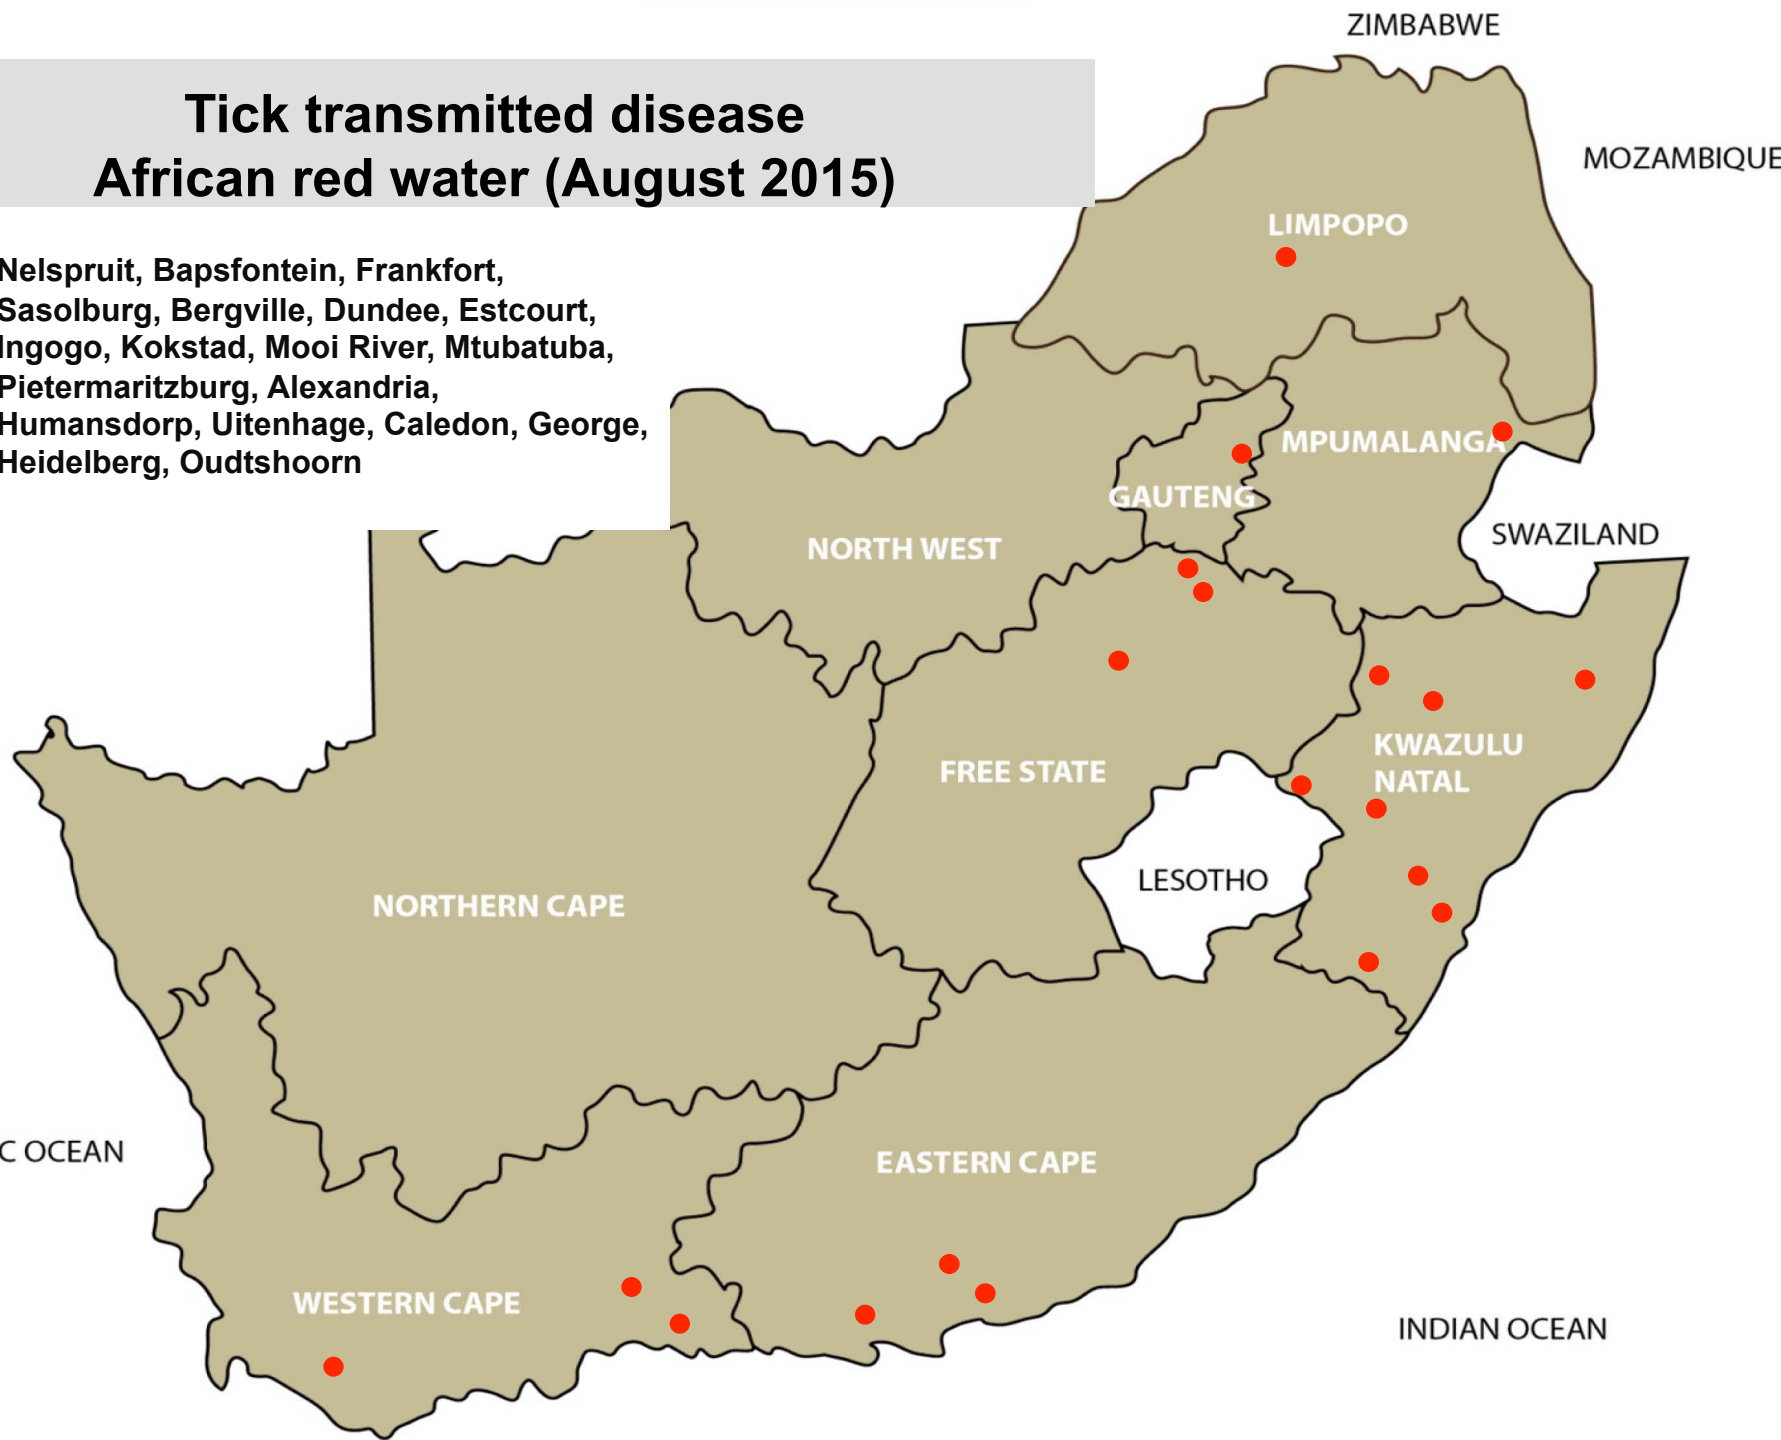 ZIMBABWE
Tick transmitted disease
African red water (August 2015)
MOZAMBIQUE
LIMPOPO
Nelspruit, Bapsfontein, Frankfort,
Sasolburg, Bergville, Dundee, Estcourt,
Ingogo, Kokstad, Mooi River, Mtubatuba,
Pietermaritzburg, Alexandria,
Humansdorp, Uitenhage, Caledon, George,
Heidelberg, Oudtshoorn
MPUMALANGA
GAUTENG
NORTH WEST
SWAZILAND
KWAZULU
NATAL
FREE STATE
LESOTHO
NORTHERN CAPE
C OCEAN
EASTERN CAPE
WESTERN CAPE
INDIAN OCEAN